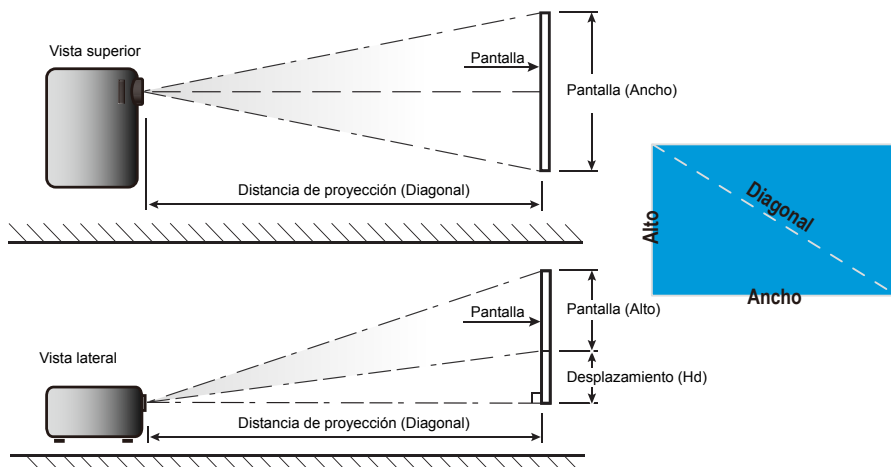 Vista superior
Pantalla
Pantalla (Ancho)
Distancia de proyección (Diagonal)
Alto
Diagonal
Ancho
Vista lateral
Pantalla
Pantalla (Alto)
Desplazamiento (Hd)
Distancia de proyección (Diagonal)